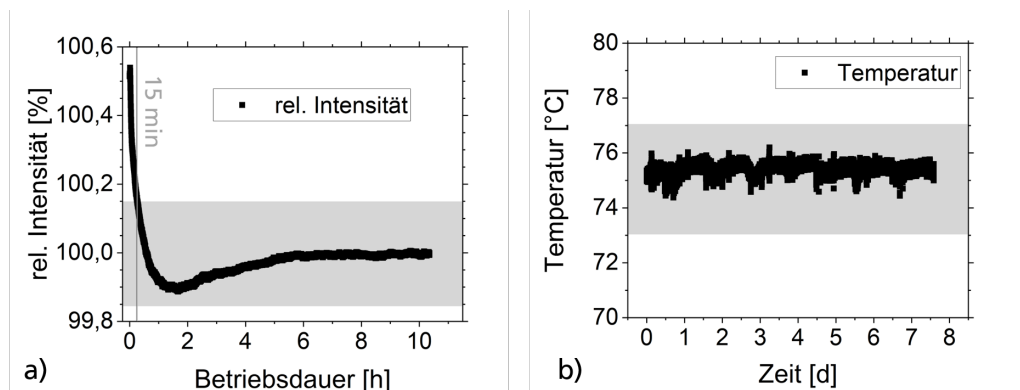 100,6
100,4
100,2
100,0
99,8
rel. Intensität [%]
15 min
rel. Intensität
0 2 4 6 8 10
Betriebsdauer [h]
a)
80
78
76
74
72
70
Temperatur [°C]
Temperatur
0 1 2 3 4 5 6 7 8
Zeit [d]
b)